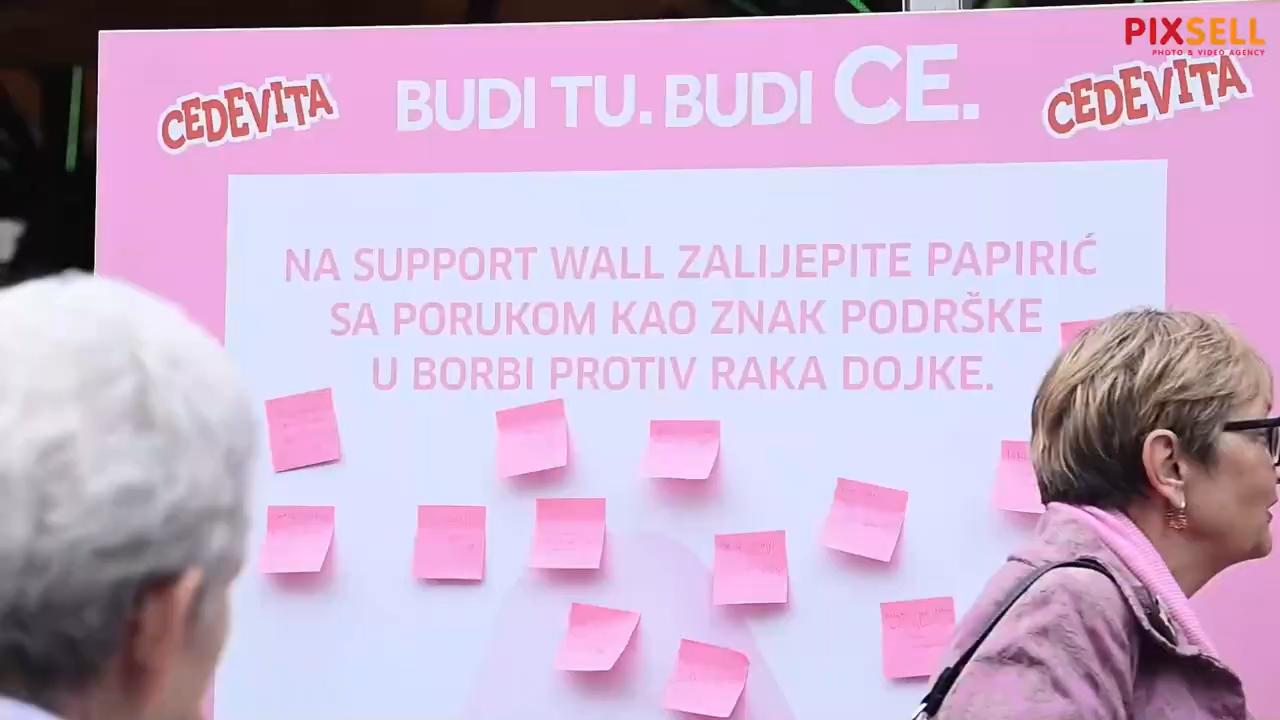 PIXSELL
PHOTO & VIDEO AGENCY
CEDEVITA
BUDI TU. BUDI CE.
CEDEVITA
NA SUPPORT WALL ZALIJEPITE PAPIRIĆ
SA PORUKOM KAO ZNAK PODRŠKE
U BORBI PROTIV RAKA DOJKE.